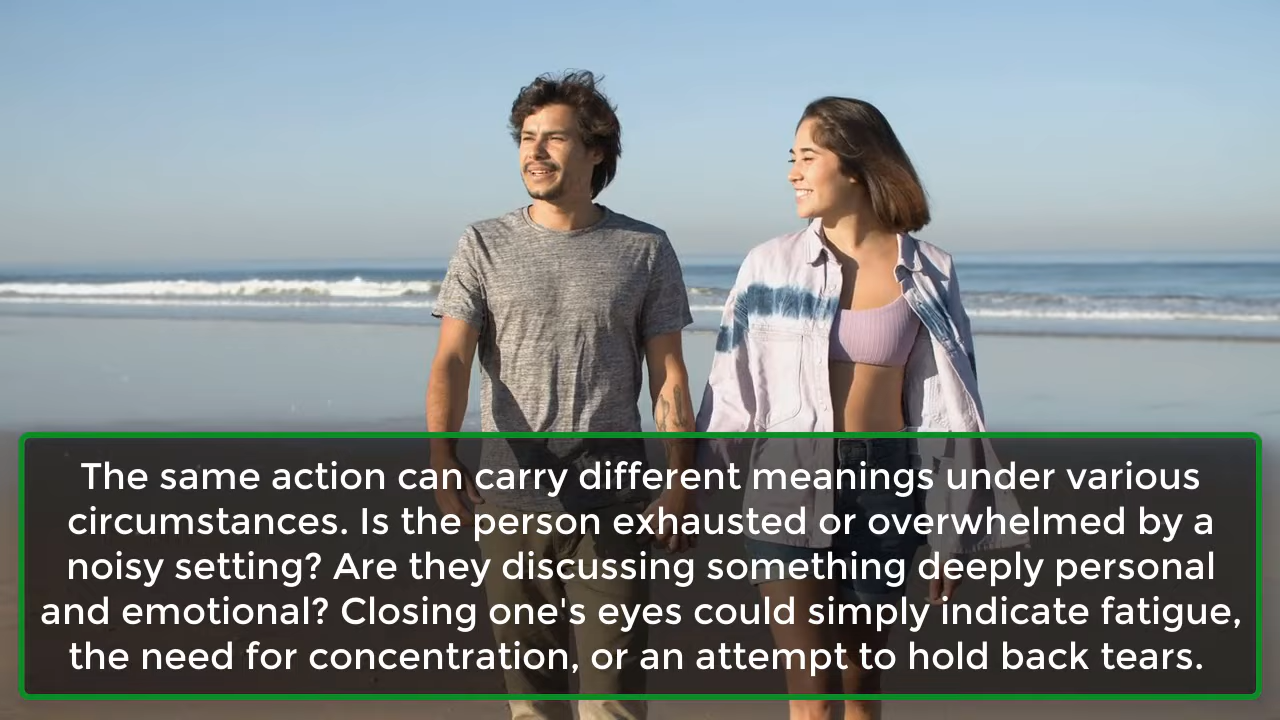 The same action can carry different meanings under various
circumstances. Is the person exhausted or overwhelmed by a
noisy setting? Are they discussing something deeply personal
and emotional? Closing one's eyes could simply indicate fatigue,
the need for concentration, or an attempt to hold back tears.